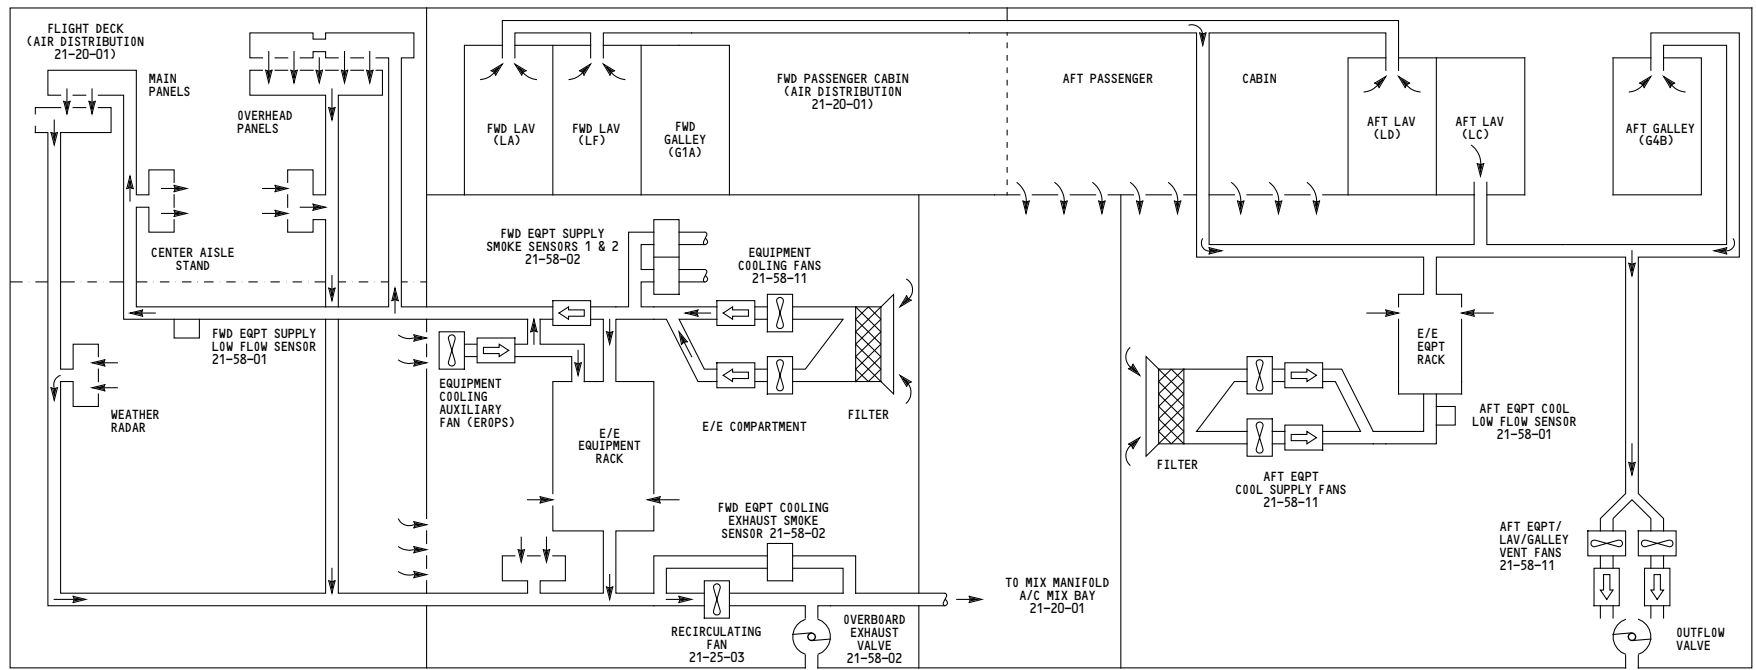 FLIGHT DECK
(AIR DISTRIBUTION
21-20-01)
MAIN
PANELS
OVERHEAD
PANELS
CENTER AISLE
STAND
FWD LAV
(LA)
FWD LAV
(LF)
FWD
GALLEY
(G1A)
FWD PASSENGER CABIN
(AIR DISTRIBUTION
21-20-01)
AFT PASSENGER
CABIN
AFT LAV
(LD)
AFT LAV
(LC)
AFT GALLEY
(G4B)
FWD EQPT SUPPLY
SMOKE SENSORS 1 & 2
21-58-02
EQUIPMENT
COOLING FANS
21-58-11
FWD EQPT SUPPLY
LOW FLOW SENSOR
21-58-01
EQUIPMENT
COOLING
AUXILIARY
FAN (EROPS)
FILTER
E/E COMPARTMENT
WEATHER
RADAR
E/E
EQUIPMENT
RACK
E/E
EQPT
RACK
AFT EQPT COOL
LOW FLOW SENSOR
21-58-01
FILTER
AFT EQPT
COOL SUPPLY FANS
21-58-11
FWD EQPT COOLING
EXHAUST SMOKE
SENSOR 21-58-02
AFT EQPT/
LAV/GALLEY
VENT FANS
21-58-11
TO MIX MANIFOLD
A/C MIX BAY
21-20-01
RECIRCULATING
FAN
21-25-03
OVERBOARD
EXHAUST
VALVE
21-58-02
OUTFLOW
VALVE